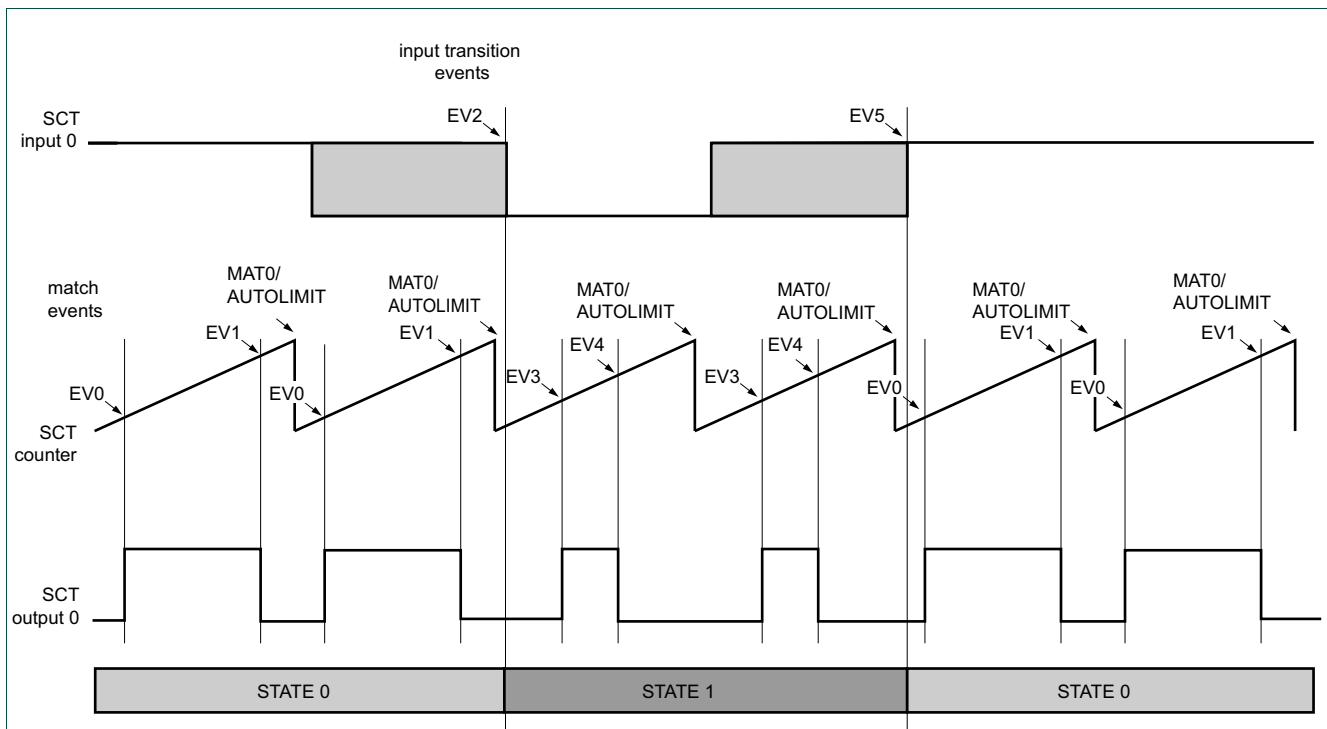 input transition
events
SCT
input 0
EV2
EV5
match
events
MAT0/
AUTOLIMIT
MAT0/
AUTOLIMIT
MAT0/
AUTOLIMIT
MAT0/
AUTOLIMIT
MAT0/
AUTOLIMIT
MAT0/
AUTOLIMIT
EV0
EV1
EV0
EV1
EV3
EV4
EV3
EV4
EV0
EV1
EV0
EV1
SCT
counter
SCT
output 0
STATE 0
STATE 1
STATE 0